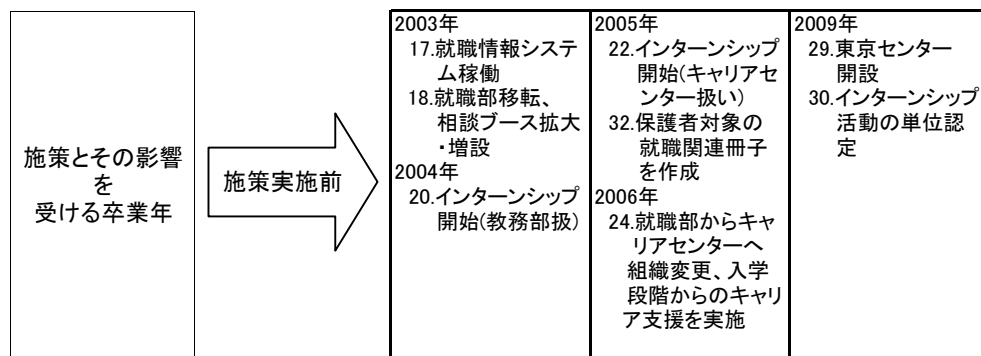 施策とその影響
を
受ける卒業年
施策実施前
2003年
17.就職情報システ
ム稼働
18.就職部移転、
相談ブース拡大
・増設
2004年
20.インターンシップ
開始(教務部扱)
2005年
22.インターンシップ
開始(キャリアセ
ンター扱い)
32.保護者対象の
就職関連冊子
を作成
2006年
24.就職部からキャ
リアセンターへ
組織変更、入学
段階からのキャリ
ア支援を実施
2009年
29.東京センター
開設
30.インターンシップ
活動の単位認
定